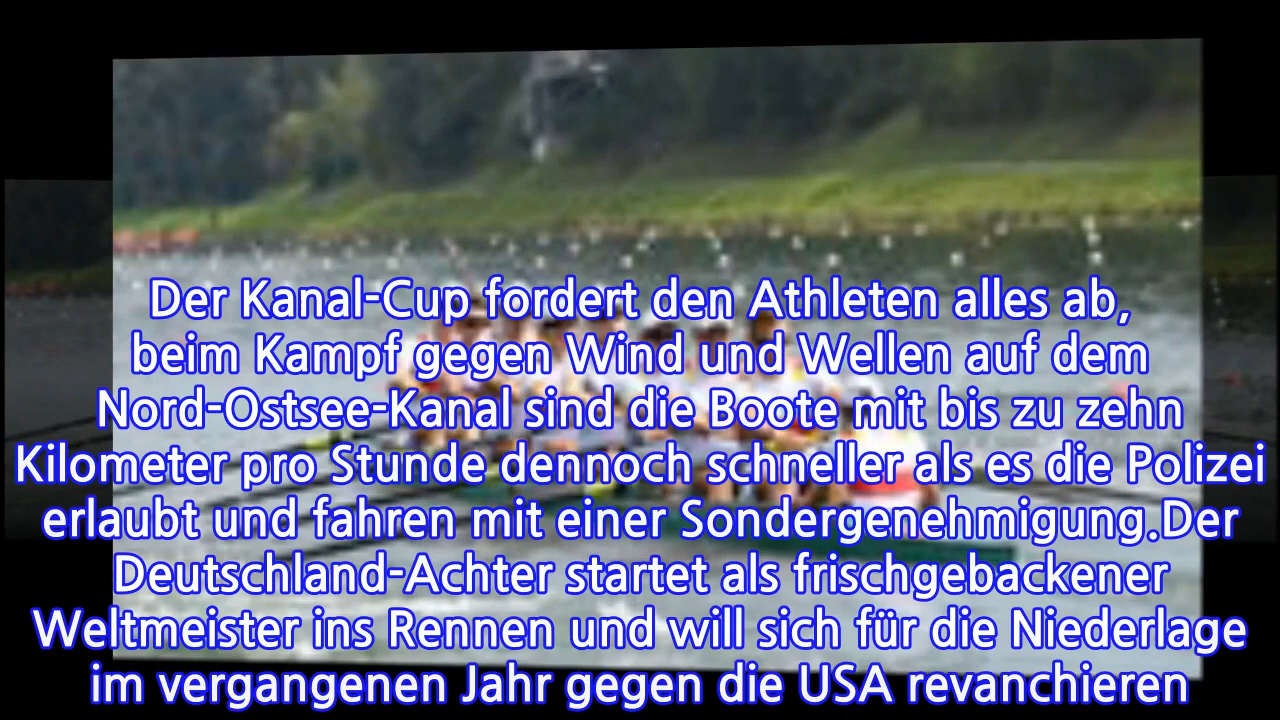 Der Kanal-Cup fordert den Athleten alles ab,
beim Kampf gegen Wind und Wellen auf dem
Nord-Ostsee-Kanal sind die Boote mit bis zu zehn
Kilometer pro Stunde dennoch schneller als es die Polizei
erlaubt und fahren mit einer Sondergenehmigung.Der
Deutschland-Achter startet als frischgebackener
Weltmeister ins Rennen und will sich für die Niederlage
im vergangenen Jahr gegen die USA revanchieren